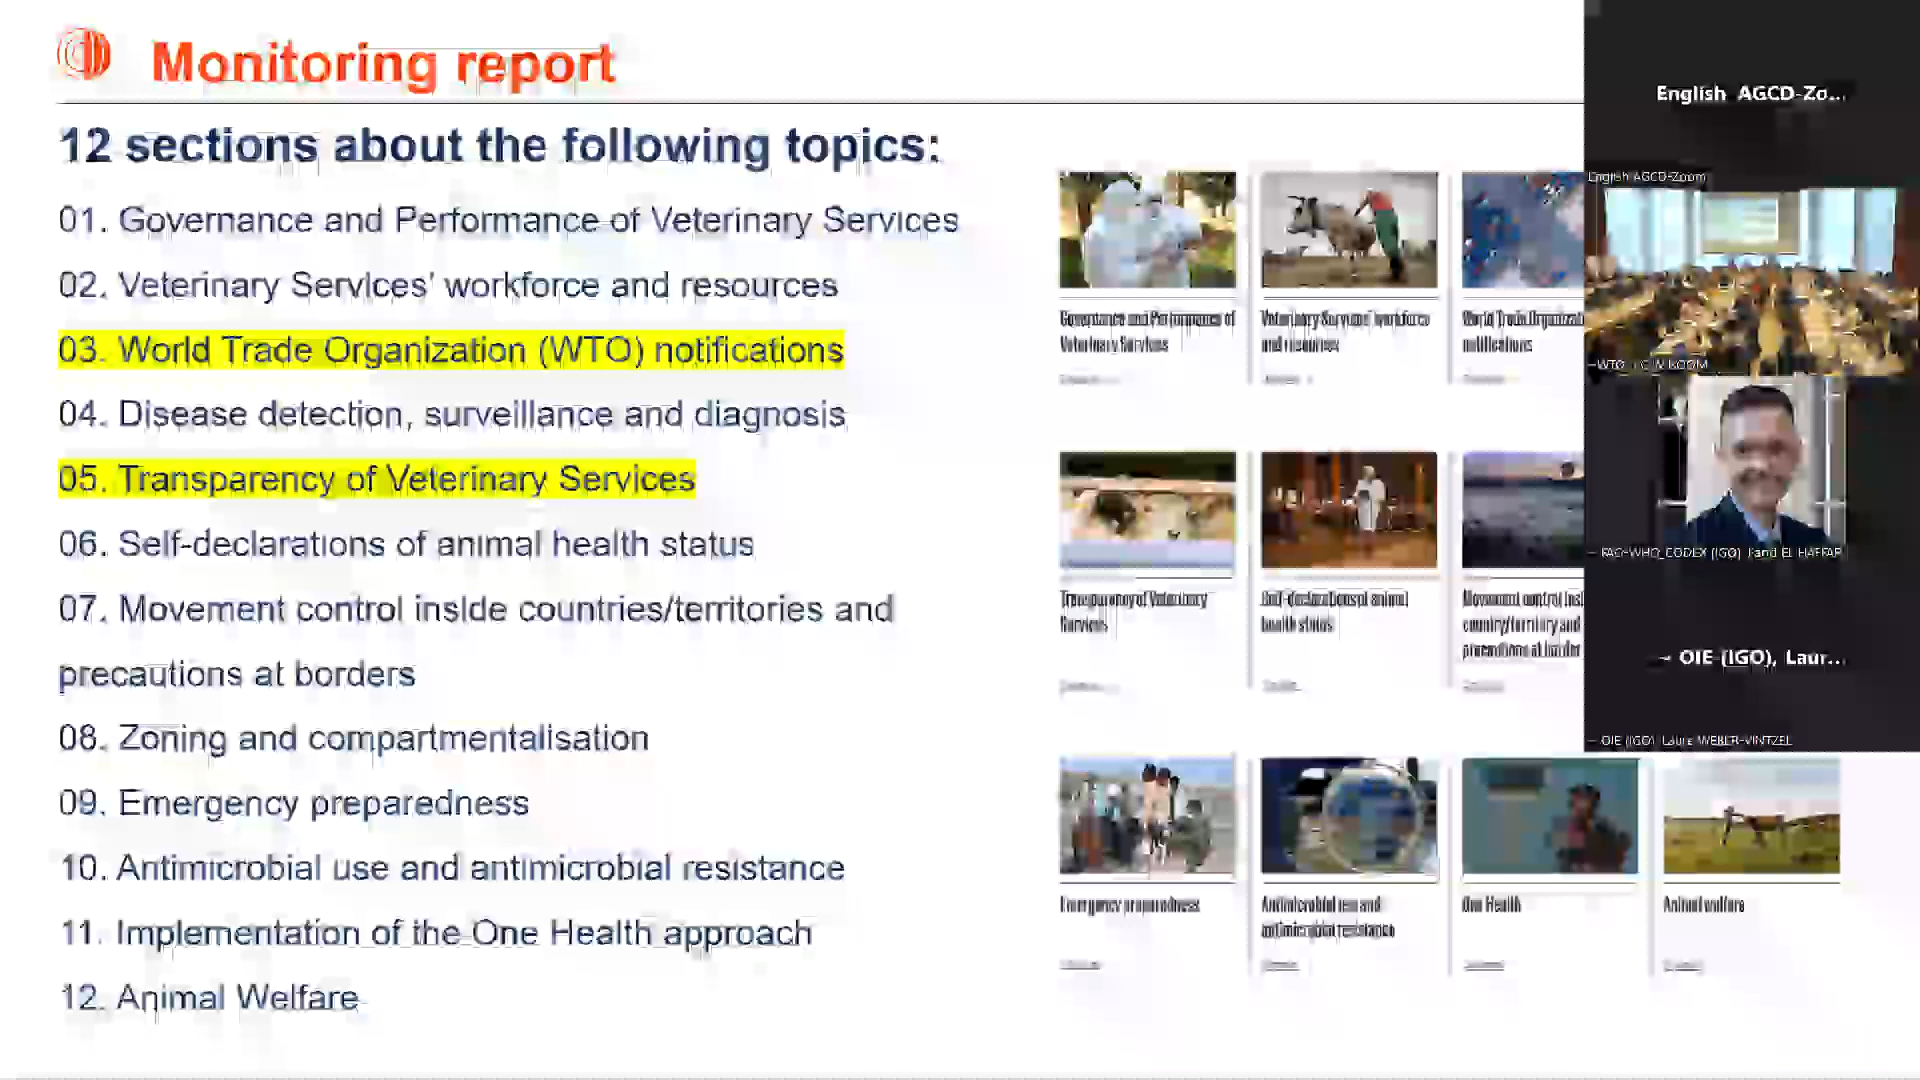 Monitoring report
12 sections about the following topics:
01. Governance and Performance of Veterinary Services
02. Veterinary Services' workforce and resources
03. World Trade Organization (WTO) notifications
04. Disease detection, surveillance and diagnosis
05. Transparency of Veterinary Services
06. Self-declarations of animal health status
07. Movement control inside countries/territories and
precautions at borders
08. Zoning and compartmentalisation
09. Emergency preparedness
10. Antimicrobial use and antimicrobial resistance
11. Implementation of the One Health approach
12. Animal Welfare
Governance and Performance of
Veterinary Services
Veterinary Services' workforce
and resources
World Trade Organizat
notifications
Transparency of Veterinary
Services
Self-declarations of animal
health status
Movement control insi
country/territory and
precautions at border
Emergency preparedness
Antimicrobial use and
antimicrobial resistance
One Health
Animal welfare
English AGCD-Zo...
English AGCD-Zoom
WTO ROOM
FAO-WHO_CODEX (IGO) EL HAFFAR
OIE (IGO), Laur...
OIE (IGO) Laure WEBER-VINTZEL